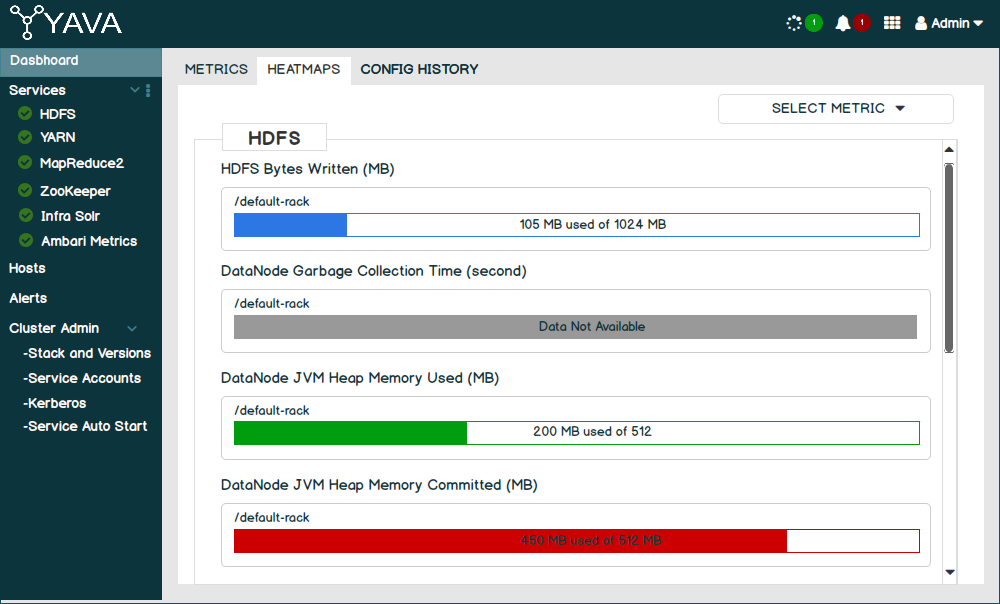 YAVA
1
1
Admin
Dasbhoard
METRICS
HEATMAPS
CONFIG HISTORY
Services
HDFS
YARN
MapReduce2
ZooKeeper
Infra Solr
Ambari Metrics
Hosts
Alerts
Cluster Admin
-Stack and Versions
-Service Accounts
-Kerberos
-Service Auto Start
SELECT METRIC
HDFS
HDFS Bytes Written (MB)
/default-rack
105 MB used of 1024 MB
DataNode Garbage Collection Time (second)
/default-rack
Data Not Available
DataNode JVM Heap Memory Used (MB)
/default-rack
200 MB used of 512
DataNode JVM Heap Memory Committed (MB)
/default-rack
450 MB used of 512 MB